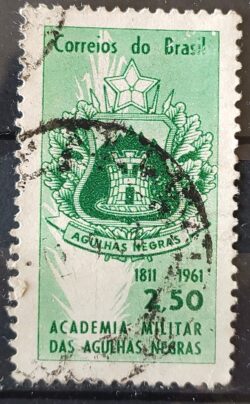 Correios do Brasil
AGULHAS NEGRAS
1811 1961
2,50
ACADEMIA MILITAR
DAS AGULHAS NEGRAS